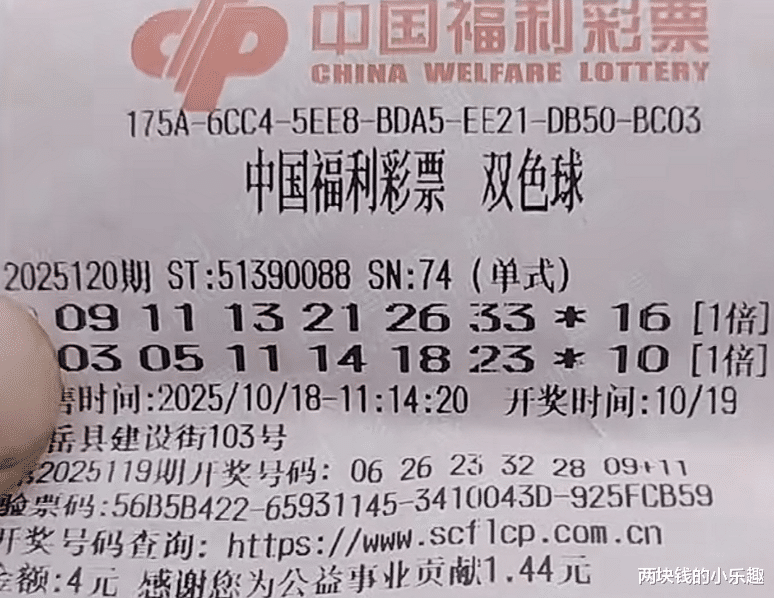 中国福利彩票
CHINA WELFARE LOTTERY
175A-6CC4-5EE8-BDA5-EE21-DB50-BC03
中国福利彩票 双色球
2025120期 ST:51390088 SN:74 (单式)
09 11 13 21 26 33 * 16 [1倍]
03 05 11 14 18 23 * 10 [1倍]
售时间:2025/10/18-11:14:20 开奖时间:10/19
岳县建设街103号
2025119期开奖号码: 06 26 23 32 28 09+11
验票码:56B5B422-65931145-3410043D-925FCB59
开奖号码查询: https://www.scflcp.com.cn
金额:4元 感谢您为公益事业贡献1.44元
两块钱的小乐趣